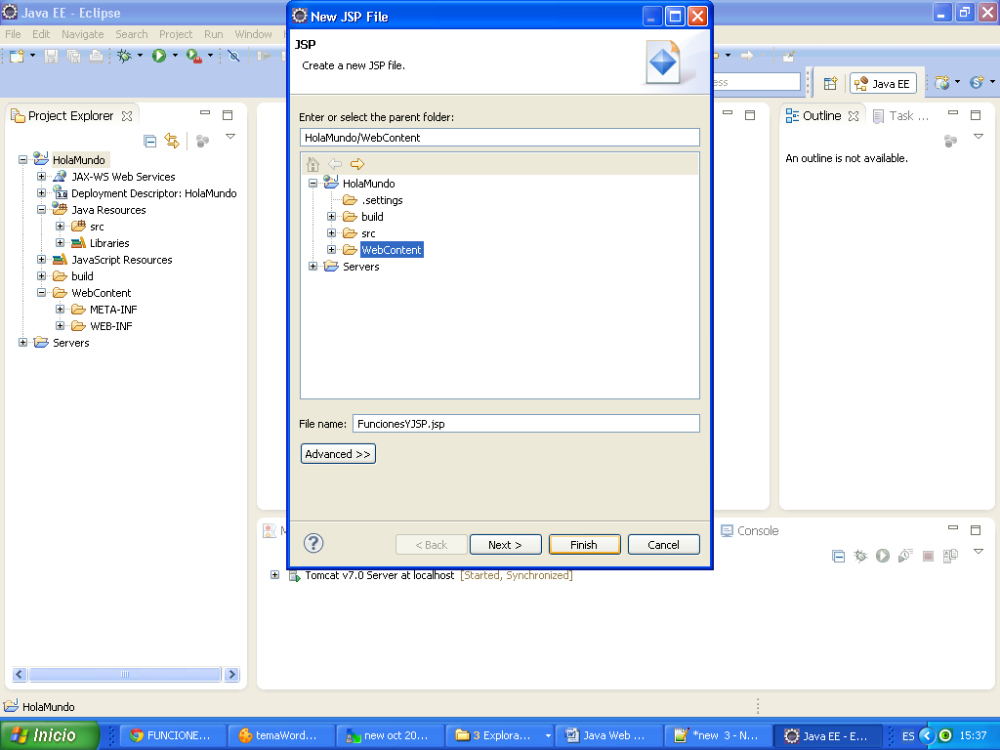 Java EE - Eclipse
File Edit Navigate Search Project Run Window
Java EE
Project Explorer
HolaMundo
JAX-WS Web Services
Deployment Descriptor: HolaMundo
Java Resources
src
Libraries
JavaScript Resources
build
WebContent
META-INF
WEB-INF
Servers
New JSP File
JSP
Create a new JSP file.
Enter or select the parent folder:
HolaMundo/WebContent
HolaMundo
.settings
build
src
WebContent
Servers
File name: FuncionesYJSP.jsp
Advanced >>
< Back Next > Finish Cancel
Outline Task ...
An outline is not available.
Console
Tomcat v7.0 Server at localhost [Started, Synchronized]
HolaMundo
Inicio FUNCIONE... temaWord... new oct 20... 3 Explora... Java Web ... *new 3 - N... Java EE - E... ES 15:37